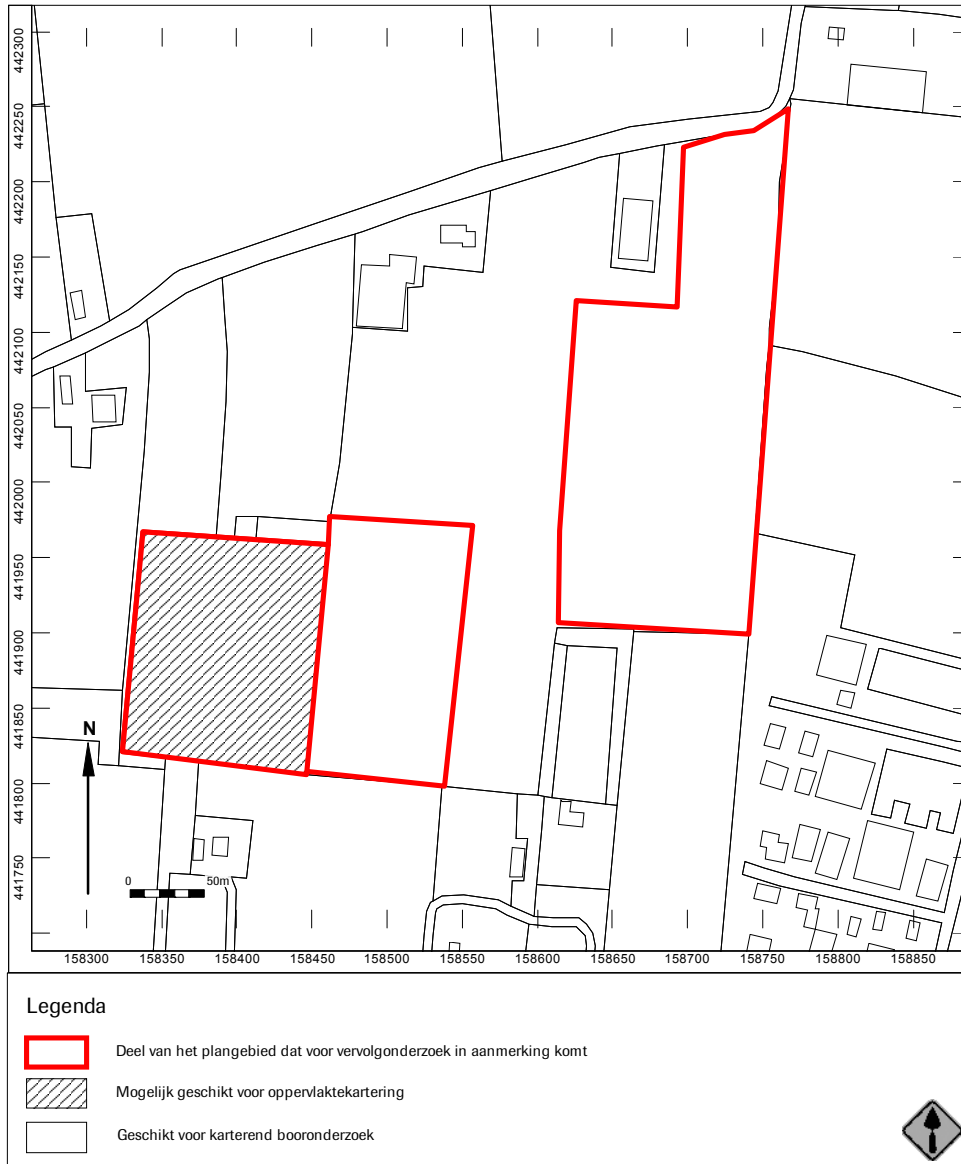 442300
442250
442200
442150
442100
442050
442000
441950
441900
441850
441800
441750
N
0 50m
158300 158350 158400 158450 158500 158550 158600 158650 158700 158750 158800 158850
Legenda
Deel van het plangebied dat voor vervolgonderzoek in aanmerking komt
Mogelijk geschikt voor oppervlaktekartering
Geschikt voor karterend booronderzoek